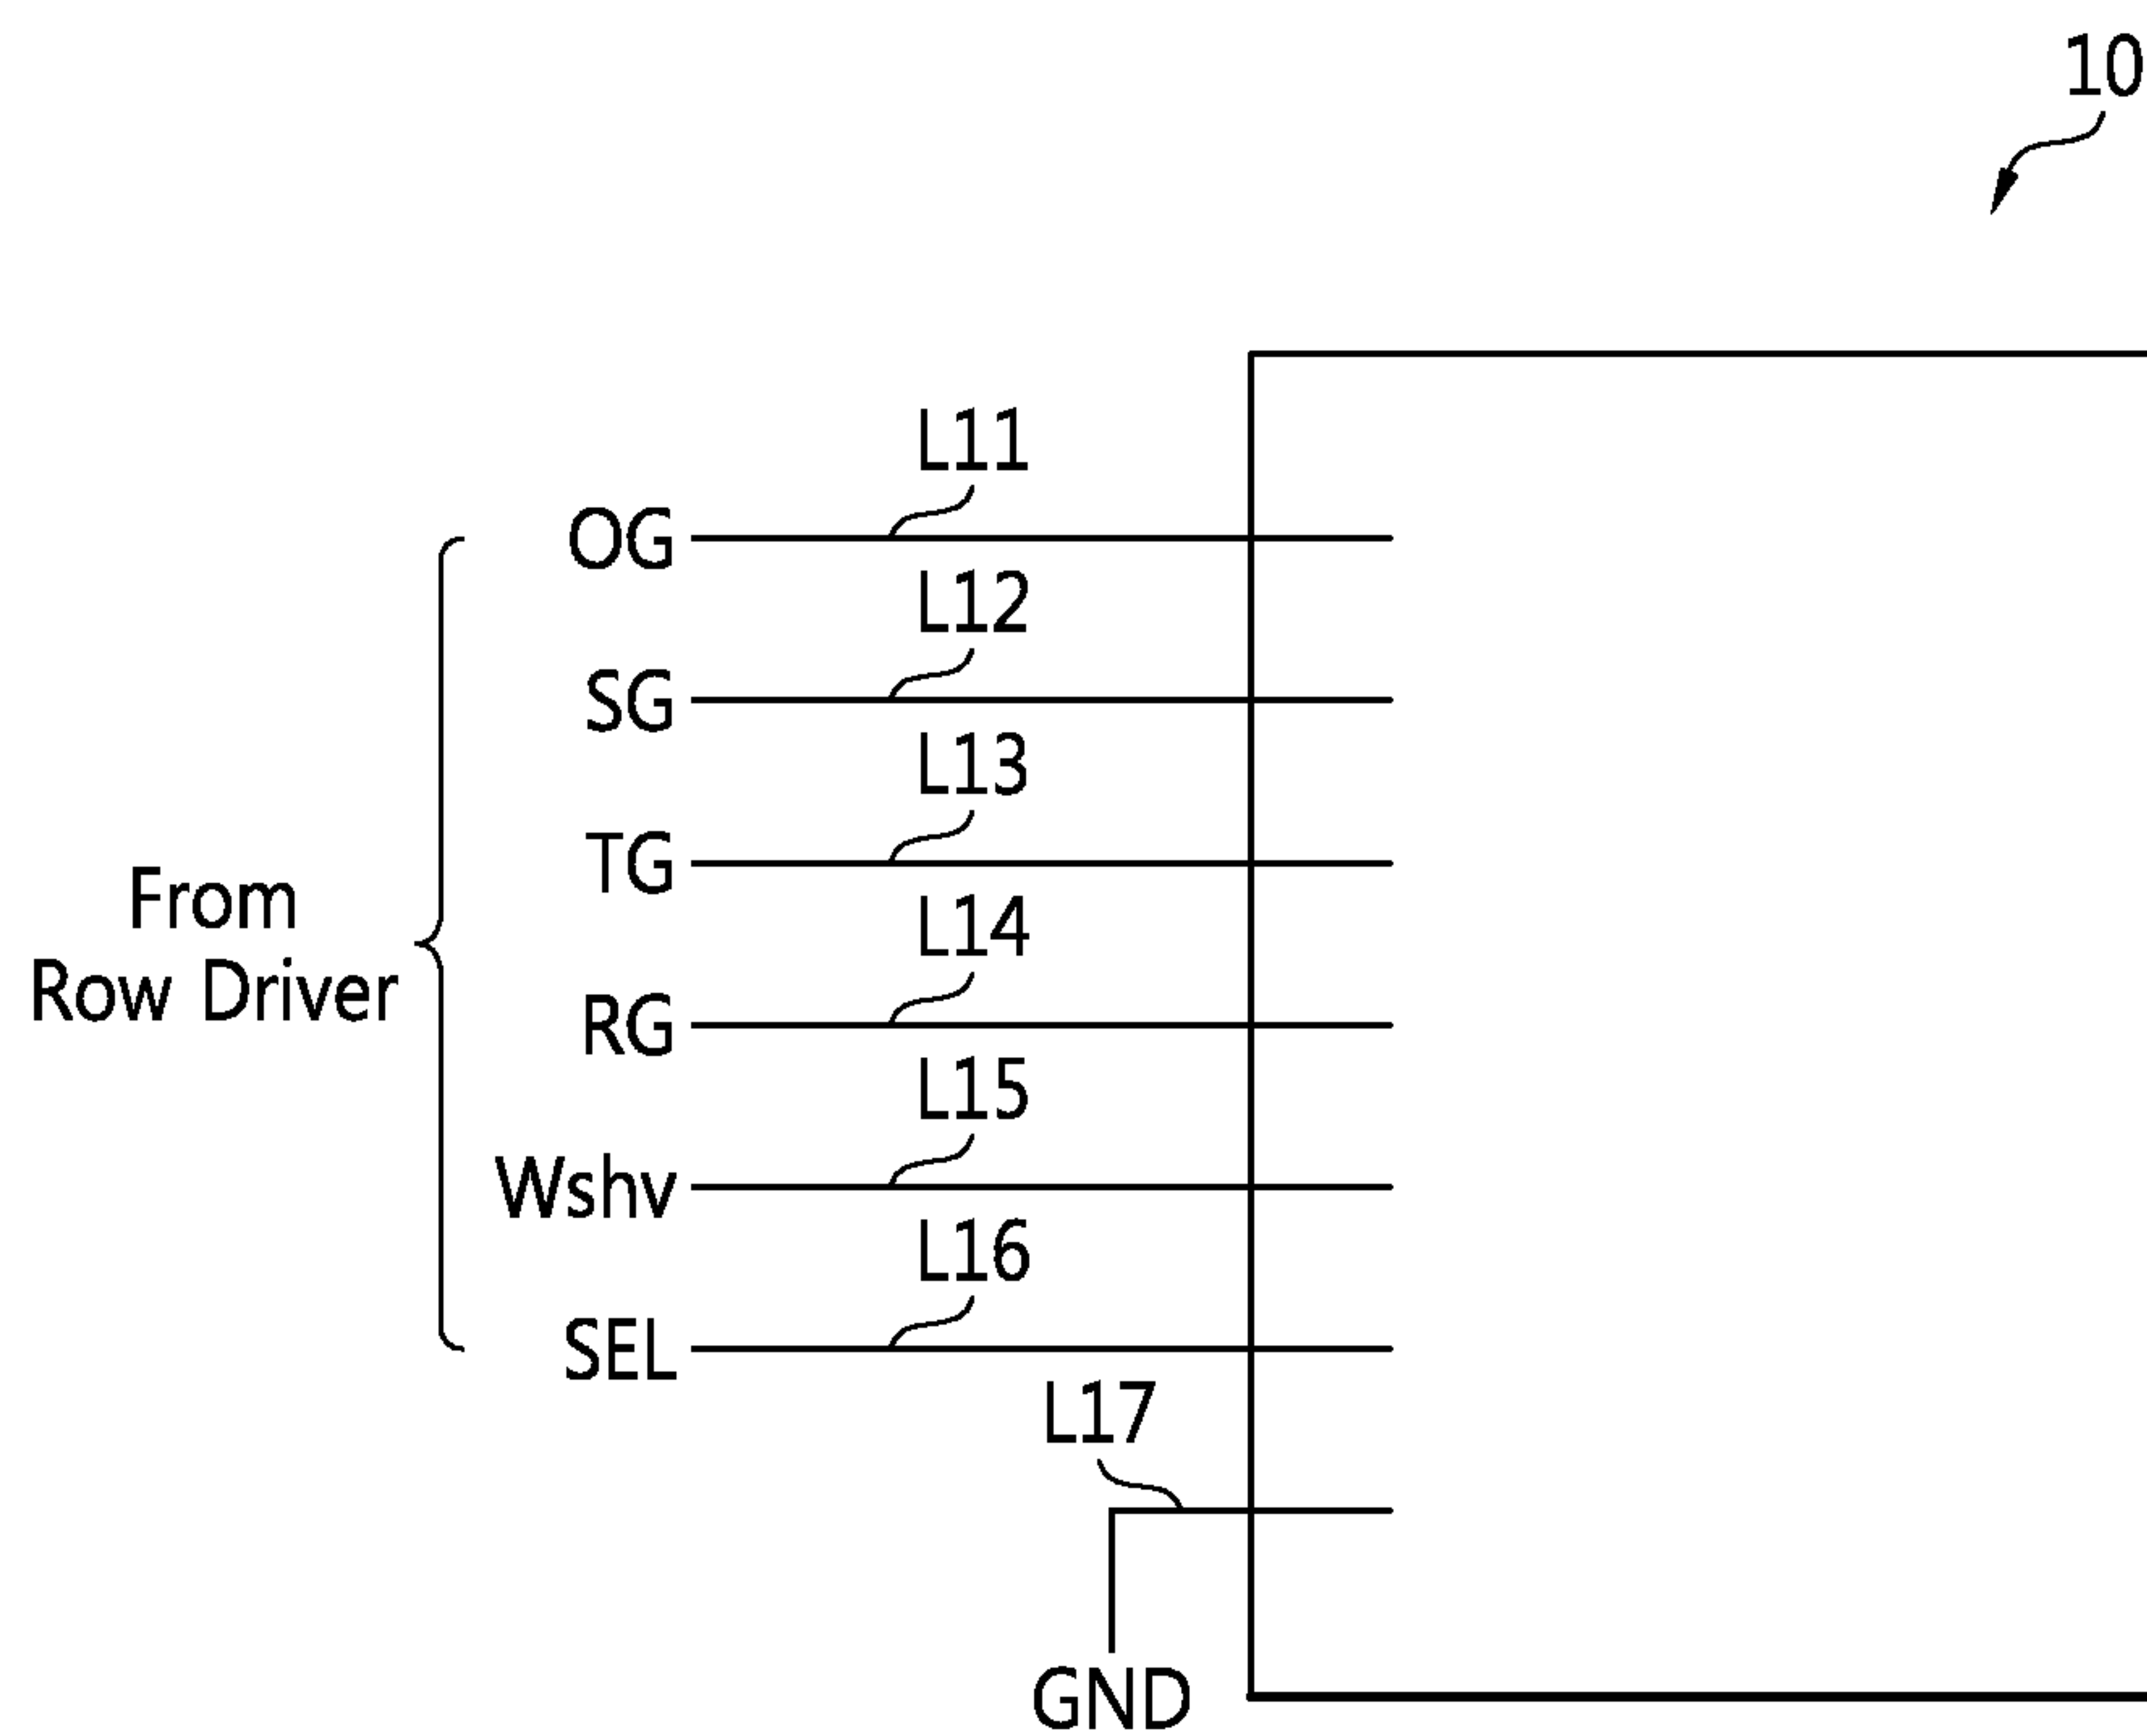 10
L11
OG
L12
SG
L13
TG
From
Row Driver
L14
RG
L15
Wshv
L16
SEL
L17
GND